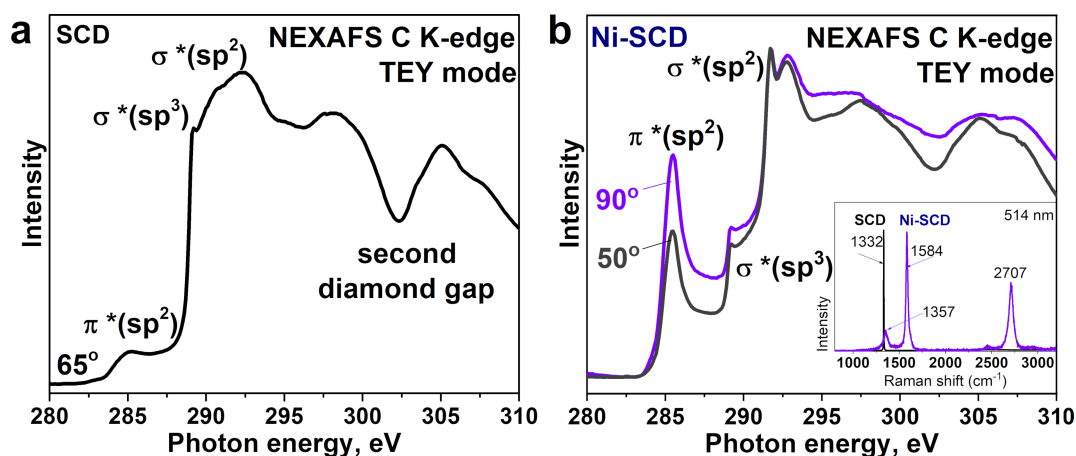 a
SCD
NEXAFS C K-edge
TEY mode
σ *(sp²)
σ *(sp³)
π *(sp²)
65º
second
diamond gap
Intensity
280 285 290 295 300 305 310
Photon energy, eV
b
Ni-SCD
NEXAFS C K-edge
TEY mode
σ *(sp²)
π *(sp²)
90º
50º
σ *(sp³)
Intensity
514 nm
SCD
Ni-SCD
1332
1584
2707
1357
Intensity
1000 1500 2000 2500 3000
Raman shift (cm⁻¹)
280 285 290 295 300 305 310
Photon energy, eV